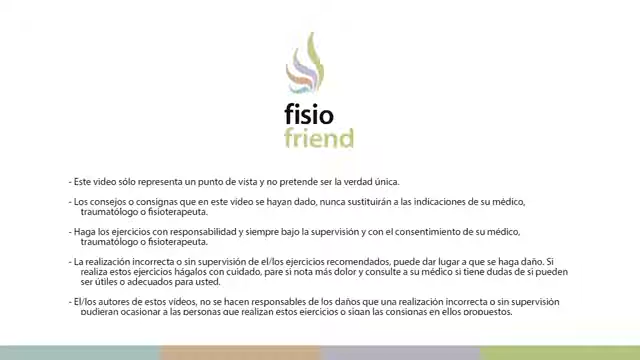 fisio
friend
- Este video sólo representa un punto de vista y no pretende ser la verdad única.
- Los consejos o consignas que en este vídeo se hayan dado, nunca sustituirán a las indicaciones de su médico,
traumatólogo o fisioterapeuta.
- Haga los ejercicios con responsabilidad y siempre bajo la supervisión y con el consentimiento de su médico,
traumatólogo o fisioterapeuta.
- La realización incorrecta o sin supervisión de el/los ejercicios recomendados, puede dar lugar a que se haga daño. Si
realiza estos ejercicios hágalos con cuidado, pare si nota más dolor y consulte a su médico si tiene dudas de si pueden
ser útiles o adecuados para usted.
- El/los autores de estos vídeos, no se hacen responsables de los daños que una realización incorrecta o sin supervisión
pudieran ocasionar a las personas que realizan estos ejercicios o sigan las consignas en ellos propuestos.